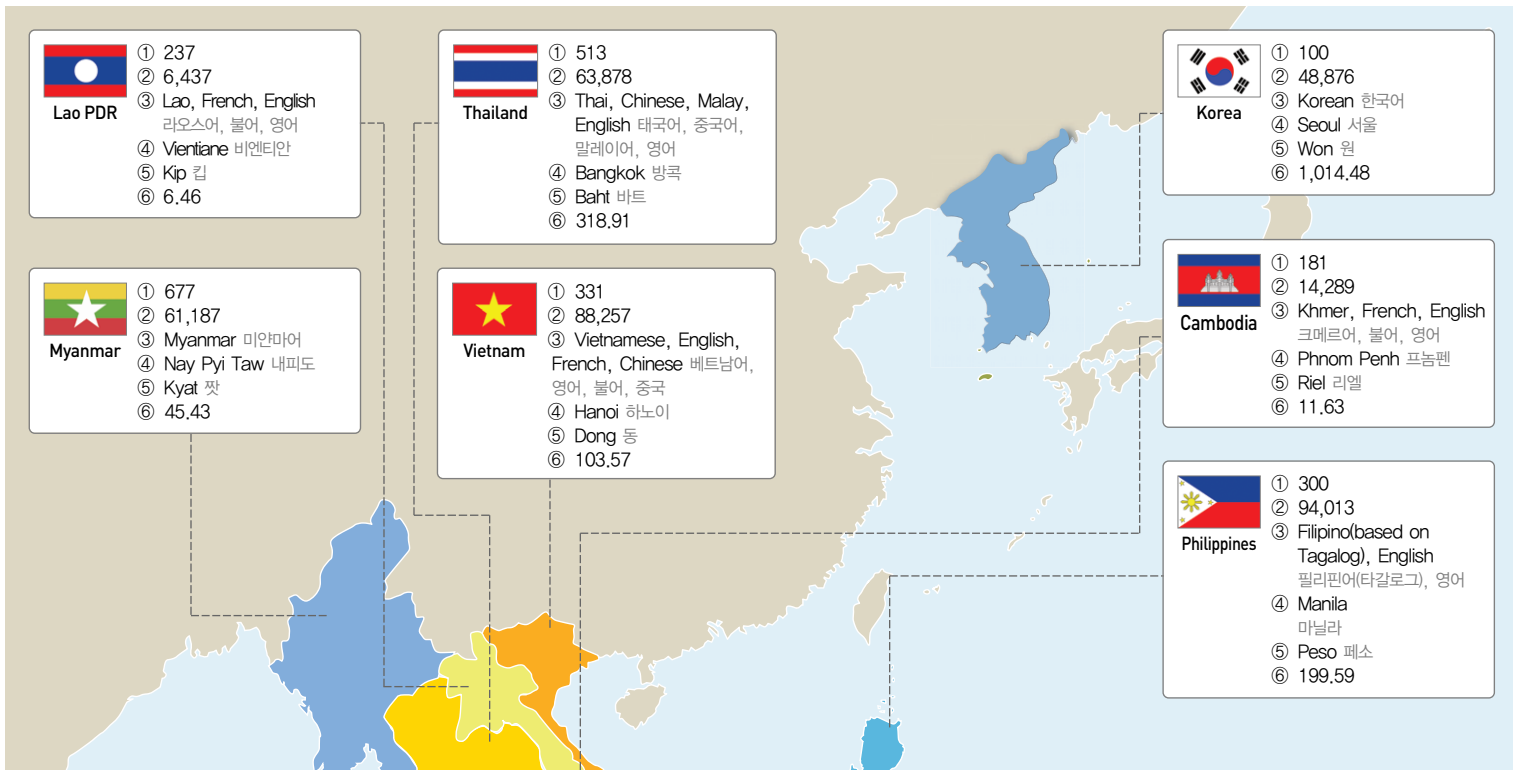 Lao PDR
① 237
② 6,437
③ Lao, French, English
라오스어, 불어, 영어
④ Vientiane 비엔티안
⑤ Kip 킵
⑥ 6.46
Thailand
① 513
② 63,878
③ Thai, Chinese, Malay,
English 태국어, 중국어,
말레이어, 영어
④ Bangkok 방콕
⑤ Baht 바트
⑥ 318.91
Korea
① 100
② 48,876
③ Korean 한국어
④ Seoul 서울
⑤ Won 원
⑥ 1,014.48
Myanmar
① 677
② 61,187
③ Myanmar 미얀마어
④ Nay Pyi Taw 내피도
⑤ Kyat 짯
⑥ 45.43
Vietnam
① 331
② 88,257
③ Vietnamese, English,
French, Chinese 베트남어,
영어, 불어, 중국
④ Hanoi 하노이
⑤ Dong 동
⑥ 103.57
Cambodia
① 181
② 14,289
③ Khmer, French, English
크메르어, 불어, 영어
④ Phnom Penh 프놈펜
⑤ Riel 리엘
⑥ 11.63
Philippines
① 300
② 94,013
③ Filipino(based on
Tagalog), English
필리핀어(타갈로그), 영어
④ Manila
마닐라
⑤ Peso 페소
⑥ 199.59